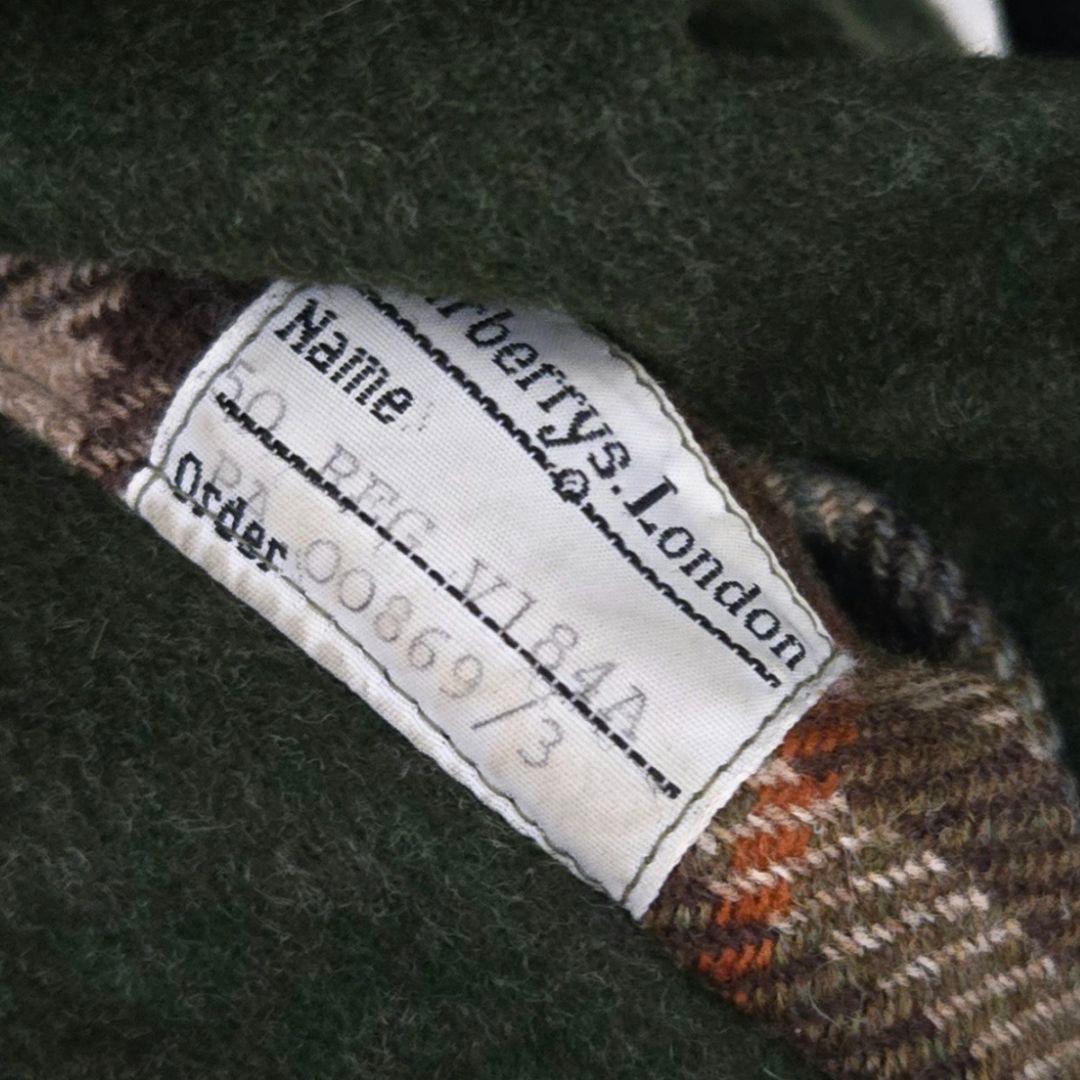 rberrys. London
Name
50 REG V184A
Order
PA 00869/3